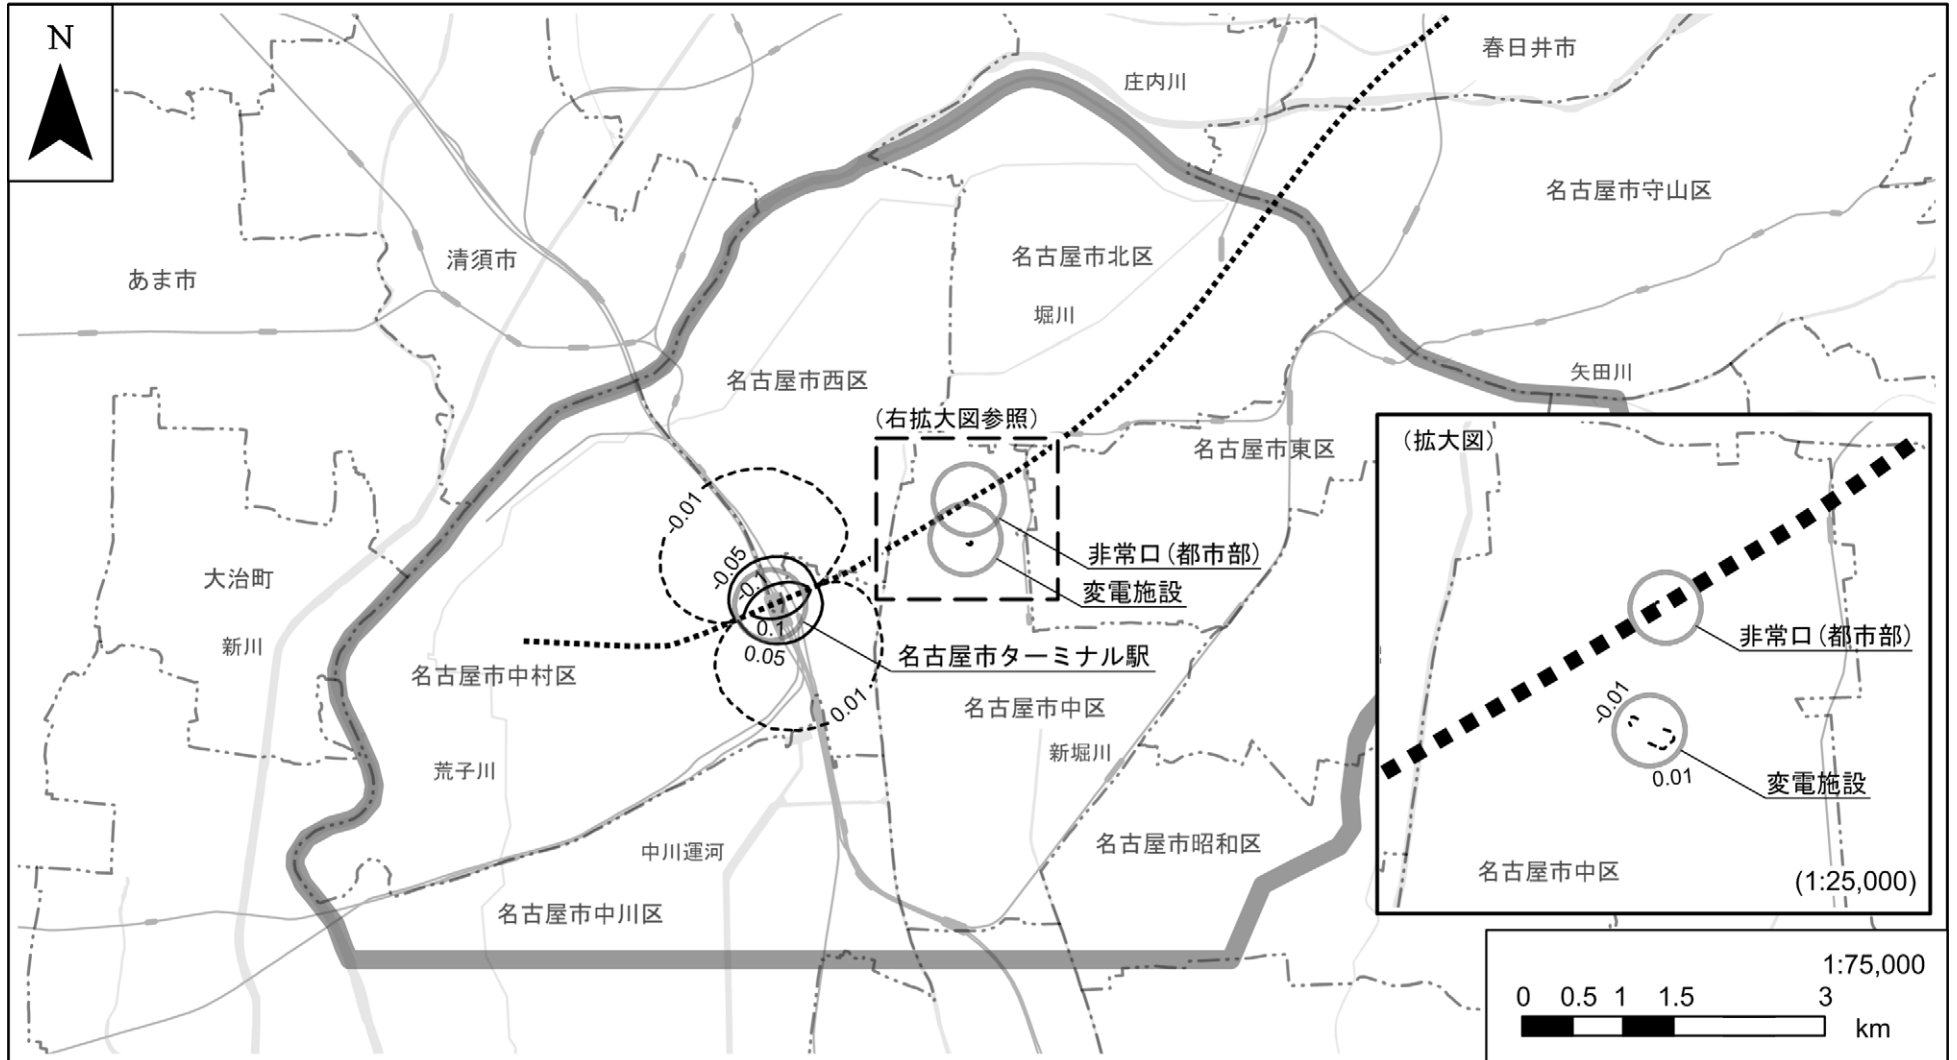 N
春日井市
庄内川
名古屋市守山区
名古屋市北区
清須市
あま市
堀川
矢田川
名古屋市西区
(右拡大図参照)
名古屋市東区
(拡大図)
-0.01
-0.05
-0.1
0.1
0.05
0.01
非常口(都市部)
変電施設
名古屋市ターミナル駅
大治町
新川
名古屋市中村区
名古屋市中区
新堀川
荒子川
中川運河
名古屋市昭和区
名古屋市中川区
非常口(都市部)
-0.01
0.01
変電施設
名古屋市中区
(1:25,000)
1:75,000
0 0.5 1 1.5 3
km